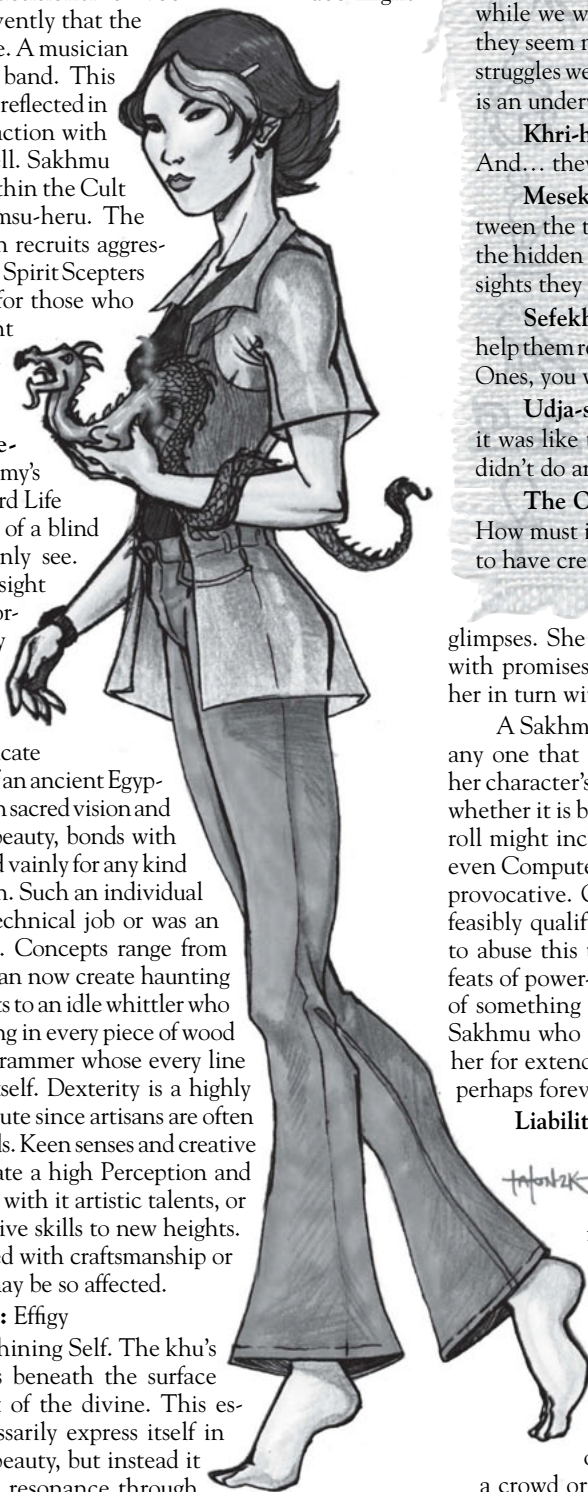 vently that the
e. A musician
band. This
reflected in
action with
ll. Sakhmu
thin the Cult
msu-heru. The
n recruits aggres-
Spirit Scepters
for those who
nt
e-
my's
rd Life
of a blind
nly see.
sight
or-
y
icate
f an ancient Egyp-
n sacred vision and
beauty, bonds with
d vainly for any kind
n. Such an individual
echnical job or was an
. Concepts range from
an now create haunting
ts to an idle whittler who
ng in every piece of wood
rammer whose every line
tself. Dexterity is a highly
ute since artisans are often
ls. Keen senses and creative
ate a high Perception and
with it artistic talents, or
ive skills to new heights.
ed with craftsmanship or
may be so affected.
: Effigy
hining Self. The khu's
s beneath the surface
t of the divine. This es-
ssarily express itself in
beauty, but instead it
resonance through
while we w
they seem n
struggles we
is an under
Khri-h
And… they
Mesek
tween the t
the hidden
sights they
Sefekh
help them re
Ones, you w
Udja-s
it was like
didn't do an
The C
How must i
to have cre
glimpses. She
with promises
her in turn wi
A Sakhm
any one that
her character's
whether it is b
roll might inc
even Compute
provocative. C
feasibly qualif
to abuse this
feats of power-
of something
Sakhmu who
her for extend
perhaps forev
Liabilit
a crowd or